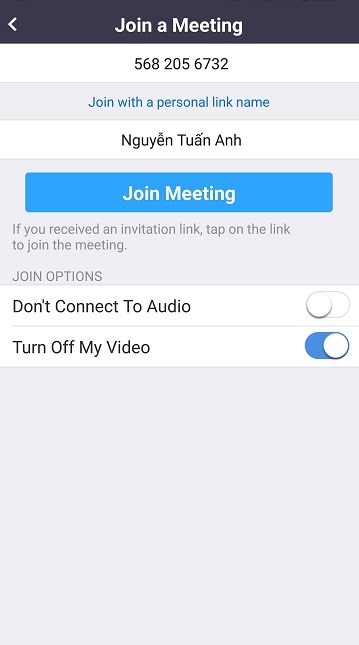 Join a Meeting
568 205 6732
Join with a personal link name
Nguyễn Tuấn Anh
Join Meeting
If you received an invitation link, tap on the link
to join the meeting.
JOIN OPTIONS
Don't Connect To Audio
Turn Off My Video